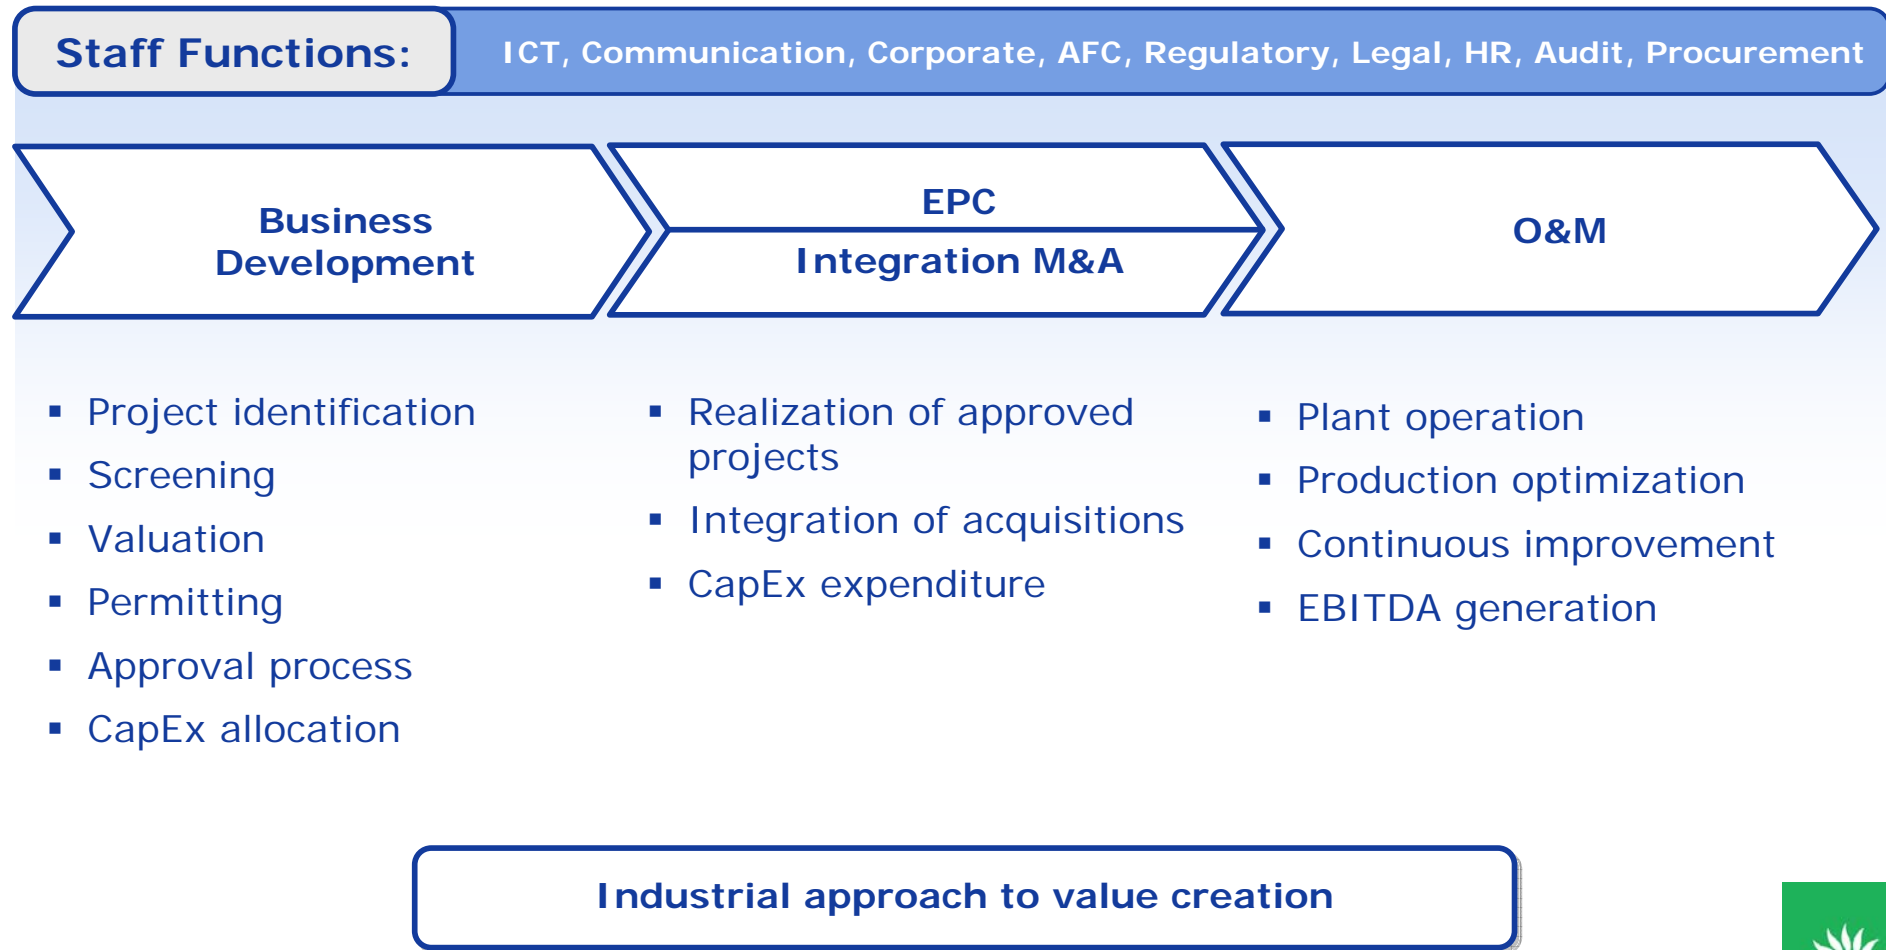 Staff Functions:
ICT, Communication, Corporate, AFC, Regulatory, Legal, HR, Audit, Procurement
Business
Development
EPC
Integration M&A
O&M
▪ Project identification
▪ Screening
▪ Valuation
▪ Permitting
▪ Approval process
▪ CapEx allocation
▪ Realization of approved
projects
▪ Integration of acquisitions
▪ CapEx expenditure
▪ Plant operation
▪ Production optimization
▪ Continuous improvement
▪ EBITDA generation
Industrial approach to value creation